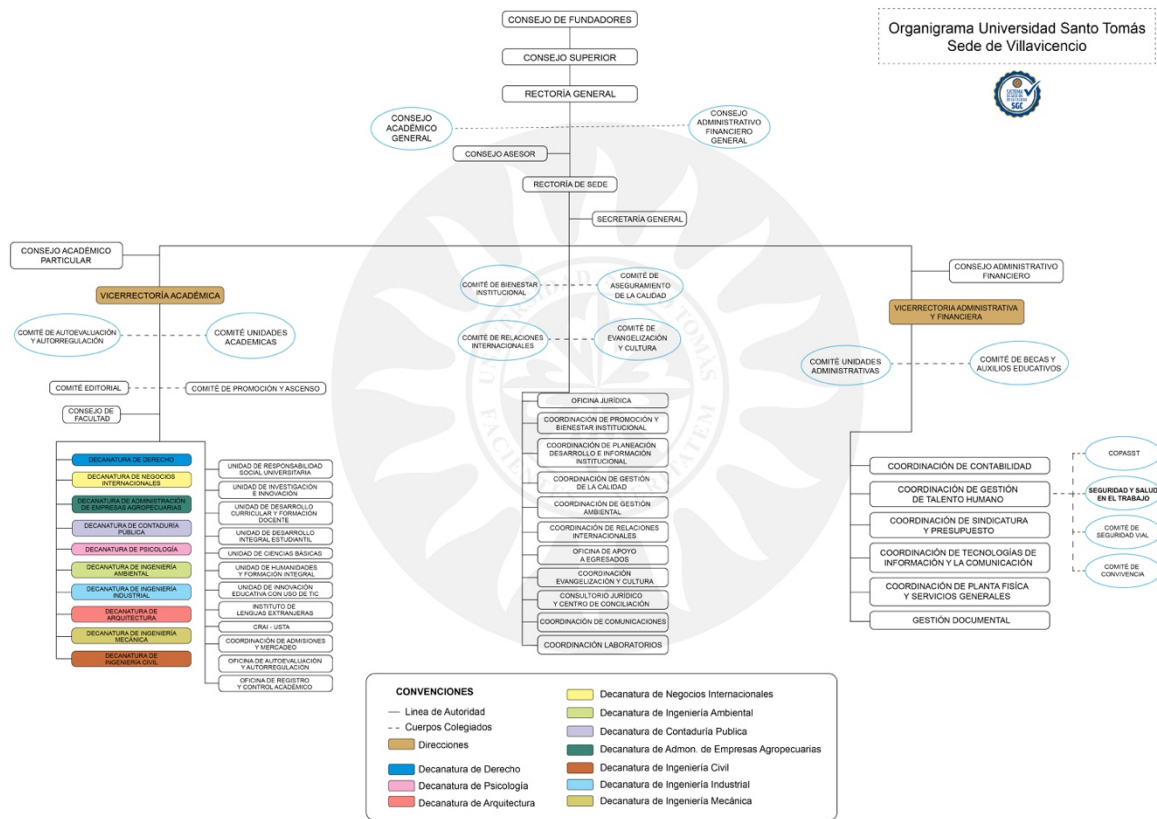 CONSEJO DE FUNDADORES
CONSEJO SUPERIOR
RECTORÍA GENERAL
Organigrama Universidad Santo Tomás
Sede de Villavicencio
SGC
CONSEJO
ACADÉMICO
GENERAL
CONSEJO
ADMINISTRATIVO
FINANCIERO
GENERAL
CONSEJO ASESOR
RECTORÍA DE SEDE
SECRETARÍA GENERAL
CONSEJO ACADÉMICO
PARTICULAR
VICERRECTORÍA ACADÉMICA
COMITÉ DE AUTOEVALUACIÓN
Y AUTORREGULACIÓN
COMITÉ UNIDADES
ACADEMICAS
COMITÉ EDITORIAL
COMITÉ DE PROMOCIÓN Y ASCENSO
CONSEJO DE
FACULTAD
DECANATURA DE DERECHO
DECANATURA DE NEGOCIOS
INTERNACIONALES
DECANATURA DE ADMINISTRACIÓN
DE EMPRESAS AGROPECUARIAS
DECANATURA DE CONTADURÍA
PÚBLICA
DECANATURA DE PSICOLOGÍA
DECANATURA DE INGENIERÍA
AMBIENTAL
DECANATURA DE INGENIERÍA
INDUSTRIAL
DECANATURA DE
ARQUITECTURA
DECANATURA DE INGENIERÍA
MECÁNICA
DECANATURA DE
INGENIERÍA CIVIL
UNIDAD DE RESPONSABILIDAD
SOCIAL UNIVERSITARIA
UNIDAD DE INVESTIGACIÓN
E INNOVACIÓN
UNIDAD DE DESARROLLO
CURRICULAR Y FORMACIÓN
DOCENTE
UNIDAD DE DESARROLLO
INTEGRAL ESTUDIANTIL
UNIDAD DE CIENCIAS BÁSICAS
UNIDAD DE HUMANIDADES
Y FORMACIÓN INTEGRAL
UNIDAD DE INNOVACIÓN
EDUCATIVA CON USO DE TIC
INSTITUTO DE
LENGUAS EXTRANJERAS
CRAI - USTA
COORDINACIÓN DE ADMISIONES
Y MERCADEO
OFICINA DE AUTOEVALUACIÓN
Y AUTORREGULACIÓN
OFICINA DE REGISTRO
Y CONTROL ACADÉMICO
COMITÉ DE BIENESTAR
INSTITUCIONAL
COMITÉ DE
ASEGURAMIENTO
DE LA CALIDAD
COMITÉ DE RELACIONES
INTERNACIONALES
COMITÉ DE
EVANGELIZACIÓN
Y CULTURA
OFICINA JURÍDICA
COORDINACIÓN DE PROMOCIÓN Y
BIENESTAR INSTITUCIONAL
COORDINACIÓN DE PLANEACIÓN
DESARROLLO E INFORMACIÓN
INSTITUCIONAL
COORDINACIÓN DE GESTIÓN
DE LA CALIDAD
COORDINACIÓN DE GESTIÓN
AMBIENTAL
COORDINACIÓN DE RELACIONES
INTERNACIONALES
OFICINA DE APOYO
A EGRESADOS
COORDINACIÓN
EVANGELIZACIÓN Y CULTURA
CONSULTORIO JURÍDICO
Y CENTRO DE CONCILIACIÓN
COORDINACIÓN DE COMUNICACIONES
COORDINACIÓN LABORATORIOS
CONSEJO ADMINISTRATIVO
FINANCIERO
VICERRECTORIA ADMINISTRATIVA
Y FINANCIERA
COMITÉ UNIDADES
ADMINISTRATIVAS
COMITÉ DE BECAS Y
AUXILIOS EDUCATIVOS
COORDINACIÓN DE CONTABILIDAD
COORDINACIÓN DE GESTIÓN
DE TALENTO HUMANO
COORDINACIÓN DE SINDICATURA
Y PRESUPUESTO
COORDINACIÓN DE TECNOLOGÍAS DE
INFORMACIÓN Y LA COMUNICACIÓN
COORDINACIÓN DE PLANTA FISÍCA
Y SERVICIOS GENERALES
GESTIÓN DOCUMENTAL
COPASST
SEGURIDAD Y SALUD
EN EL TRABAJO
COMITÉ DE
SEGURIDAD VIAL
COMITÉ DE
CONVIVENCIA
CONVENCIONES
Linea de Autoridad
Cuerpos Colegiados
Direcciones
Decanatura de Derecho
Decanatura de Psicología
Decanatura de Arquitectura
Decanatura de Negocios Internacionales
Decanatura de Ingeniería Ambiental
Decanatura de Contaduría Publica
Decanatura de Admon. de Empresas Agropecuarias
Decanatura de Ingeniería Civil
Decanatura de Ingeniería Industrial
Decanatura de Ingeniería Mecánica